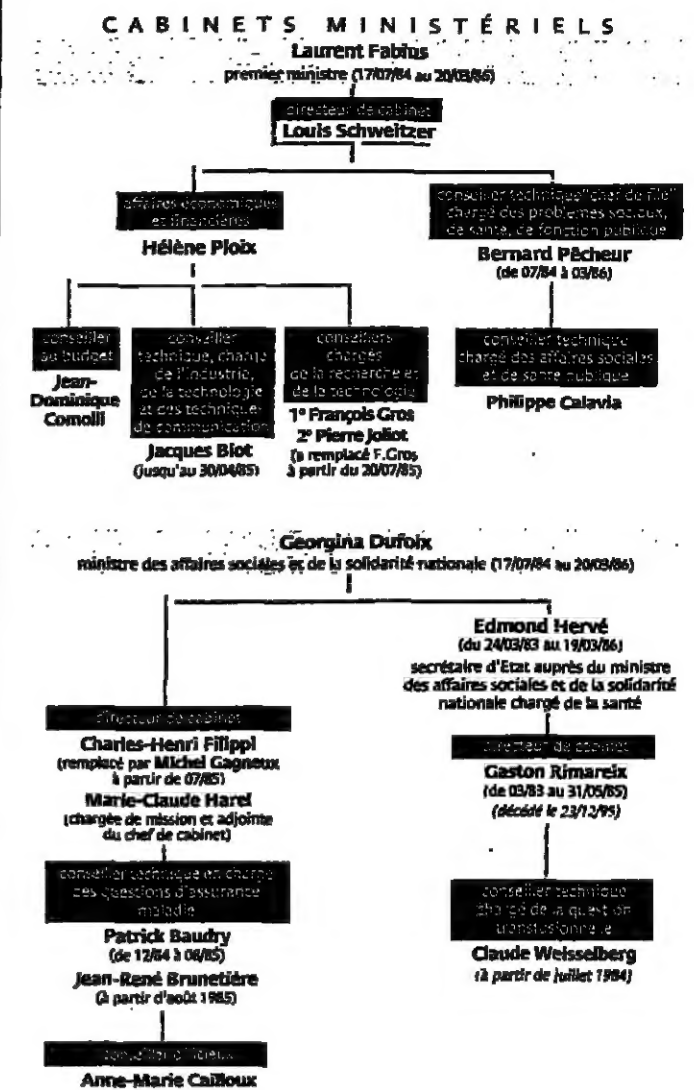 CABINETS MINISTÉRIELS
Laurent Fabius
premier ministre (17/07/84 au 20/03/86)
directeur de cabinet
Louis Schweitzer
affaires économiques
et financières
Hélène Ploix
conseiller technique "chef de file"
chargé des problèmes sociaux,
de santé, de fonction publique
Bernard Pêcheur
(de 07/84 à 03/86)
conseiller
au budget
Jean-
Dominique
Comolli
conseiller
technique, chargé
de l'industrie,
de la technologie
et des techniques
de communication
Jacques Biot
(jusqu'au 30/04/85)
conseillers
chargés
de la recherche et
de la technologie
1° François Gros
2° Pierre Joliot
(a remplacé F.Gros
à partir du 20/07/85)
conseiller technique
chargé des affaires sociales
et de santé publique
Philippe Calavia
Georgina Dufoix
ministre des affaires sociales et de la solidarité nationale (17/07/84 au 20/03/86)
Edmond Hervé
(du 24/03/83 au 19/03/86)
secrétaire d'Etat auprès du ministre
des affaires sociales et de la solidarité
nationale chargé de la santé
directeur de cabinet
Charles-Henri Filippi
(remplacé par Michel Gagneux
à partir de 07/85)
Marie-Claude Harel
(chargée de mission et adjointe
du chef de cabinet)
directeur de cabinet
Gaston Rimareix
(de 03/83 au 31/05/85)
(décédé le 23/12/95)
conseiller technique en charge
des questions d'assurance
maladie
Patrick Baudry
(de 12/84 à 08/85)
Jean-René Brunetière
(à partir d'août 1985)
conseiller technique
chargé de la question
transfusionnelle
Claude Weisselberg
(à partir de juillet 1984)
conseiller officieux
Anne-Marie Cailloux